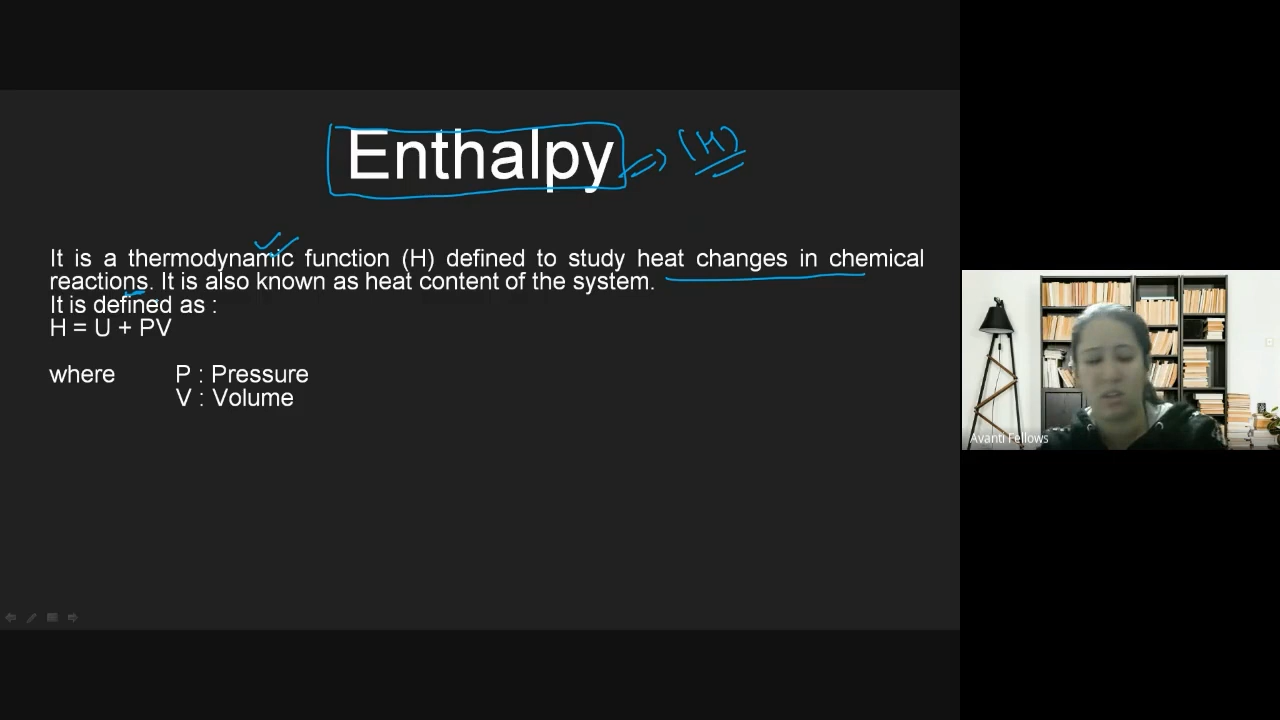 Enthalpy
(H)
It is a thermodynamic function (H) defined to study heat changes in chemical
reactions. It is also known as heat content of the system.
It is defined as :
H = U + PV
where P : Pressure
V : Volume
Avanti Fellows